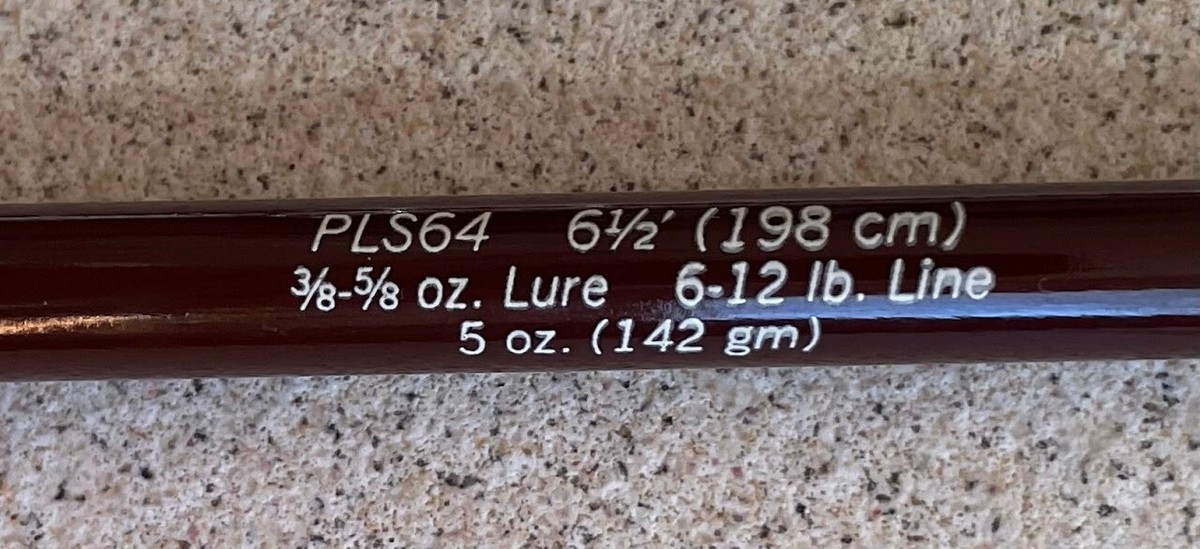 PLS64 6½' (198 cm)
⅜-⅝ oz. Lure 6-12 lb. Line
5 oz. (142 gm)